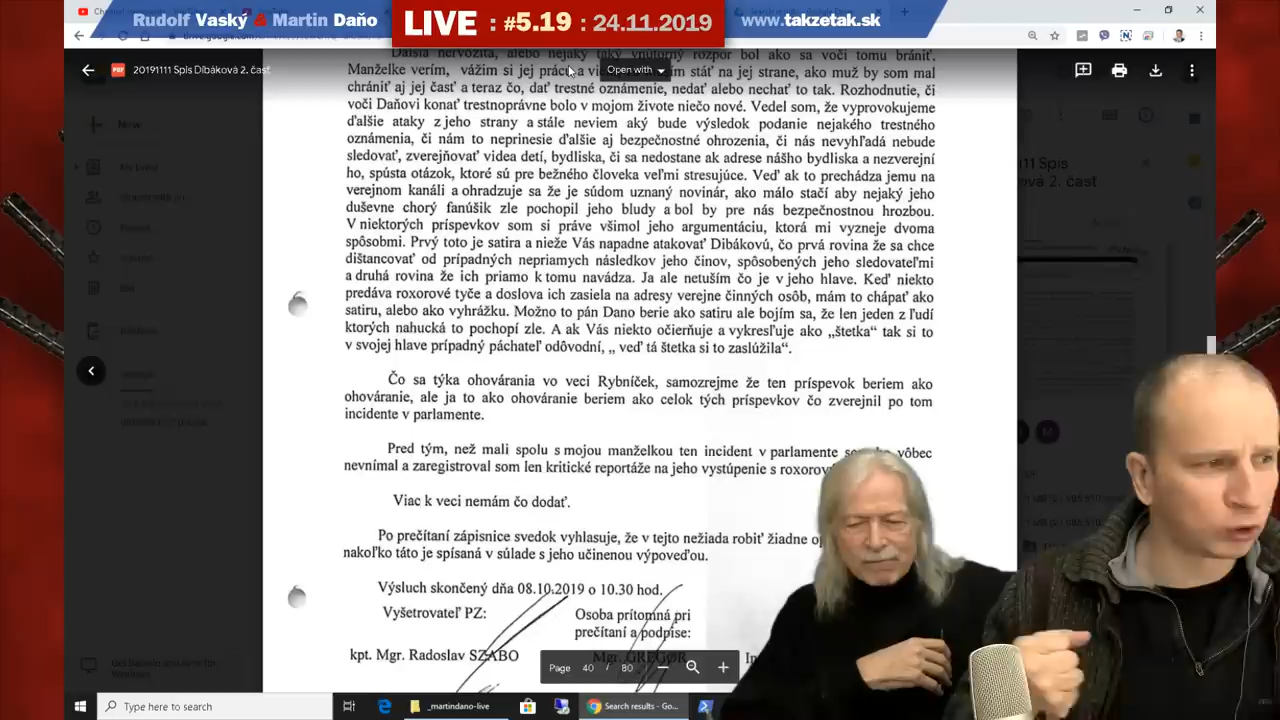 Rudolf Vaský & Martin Daňo
LIVE : #5.19 : 24.11.2019
www.takzetak.sk
20191111 Spis Dibáková 2. časť
Open with
Ďalšia nervozita, alebo nejaký taký vnútorný rozpor bol ako sa voči tomu brániť.
Manželke verím, vážim si jej prácu a stáť na jej strane, ako muž by som mal
chrániť aj jej časť a teraz čo, dať trestné oznámenie, nedať alebo nechať to tak. Rozhodnutie, či
voči Daňovi konať trestnoprávne bolo v mojom živote niečo nové. Vedel som, že vyprovokujeme
ďalšie ataky z jeho strany a stále neviem aký bude výsledok podanie nejakého trestného
oznámenia, či nám to neprinesie ďalšie aj bezpečnostné ohrozenia, či nás nevyhľadá nebude
sledovať, zverejňovať videa detí, bydliska, či sa nedostane ak adrese nášho bydliska a nezverejní
ho, spústa otázok, ktoré sú pre bežného človeka veľmi stresujúce. Veď ak to prechádza jemu na
verejnom kanáli a ohradzuje sa že je súdom uznaný novinár, ako málo stačí aby nejaký jeho
duševne chorý fanúšik zle pochopil jeho bludy a bol by pre nás bezpečnostnou hrozbou.
V niektorých príspevkov som si práve všimol jeho argumentáciu, ktorá mi vyzneje dvoma
spôsobmi. Prvý toto je satira a nieže Vás napadne atakovať Dibákovú, čo prvá rovina že sa chce
dištancovať od prípadných nepriamych následkov jeho činov, spôsobených jeho sledovateľmi
a druhá rovina že ich priamo k tomu navádza. Ja ale netuším čo je v jeho hlave. Keď niekto
predáva roxorové tyče a doslova ich zasiela na adresy verejne činných osôb, mám to chápať ako
satiru, alebo ako vyhrážku. Možno to pán Dano berie ako satiru ale bojím sa, že len jeden z ľudí
ktorých nahucká to pochopí zle. A ak Vás niekto očierňuje a vykresľuje ako „štetka“ tak si to
v svojej hlave prípadný páchateľ odôvodní, „ veď tá štetka si to zaslúžila“.
Čo sa týka ohovárania vo veci Rybníček, samozrejme že ten príspevok beriem ako
ohováranie, ale ja to ako ohováranie beriem ako celok tých príspevkov čo zverejnil po tom
incidente v parlamente.
Pred tým, než mali spolu s mojou manželkou ten incident v parlamente vôbec
nevnímal a zaregistroval som len kritické reportáže na jeho vystúpenie s
Viac k veci nemám čo dodať.
Po prečítaní zápisnice svedok vyhlasuje, že v tejto nežiada robiť žiadne
nakoľko táto je spísaná v súlade s jeho učinenou výpoveďou.
Výsluch skončený dňa 08.10.2019 o 10.30 hod.
Vyšetrovateľ PZ:
Osoba prítomná pri
prečítaní a podpise:
kpt. Mgr. Radoslav SZABO
Mgr. GREGOR
Page 40 / 80
Type here to search
_martindano-live
Search results - Go...